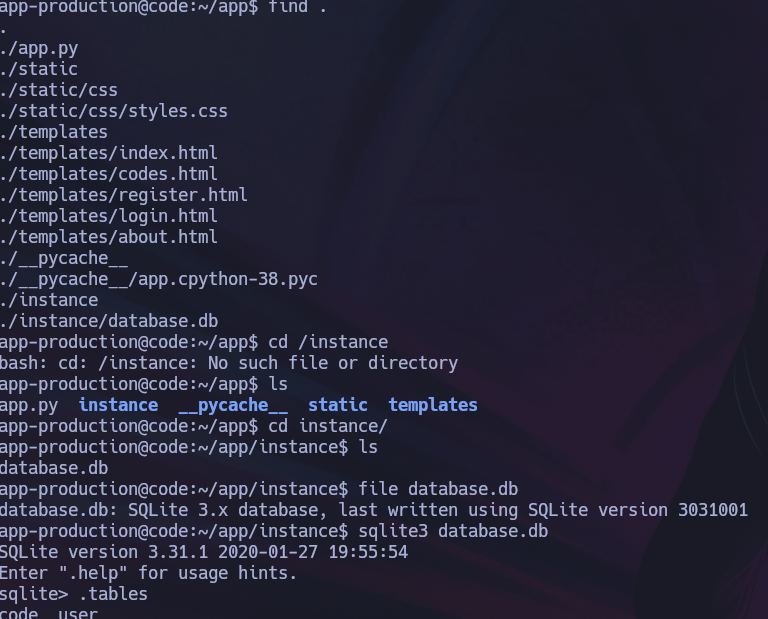 app-production@code:~/app$ find .
.
./app.py
./static
./static/css
./static/css/styles.css
./templates
./templates/index.html
./templates/codes.html
./templates/register.html
./templates/login.html
./templates/about.html
./__pycache__
./__pycache__/app.cpython-38.pyc
./instance
./instance/database.db
app-production@code:~/app$ cd /instance
bash: cd: /instance: No such file or directory
app-production@code:~/app$ ls
app.py  instance  __pycache__  static  templates
app-production@code:~/app$ cd instance/
app-production@code:~/app/instance$ ls
database.db
app-production@code:~/app/instance$ file database.db
database.db: SQLite 3.x database, last written using SQLite version 3031001
app-production@code:~/app/instance$ sqlite3 database.db
SQLite version 3.31.1 2020-01-27 19:55:54
Enter ".help" for usage hints.
sqlite> .tables
code  user